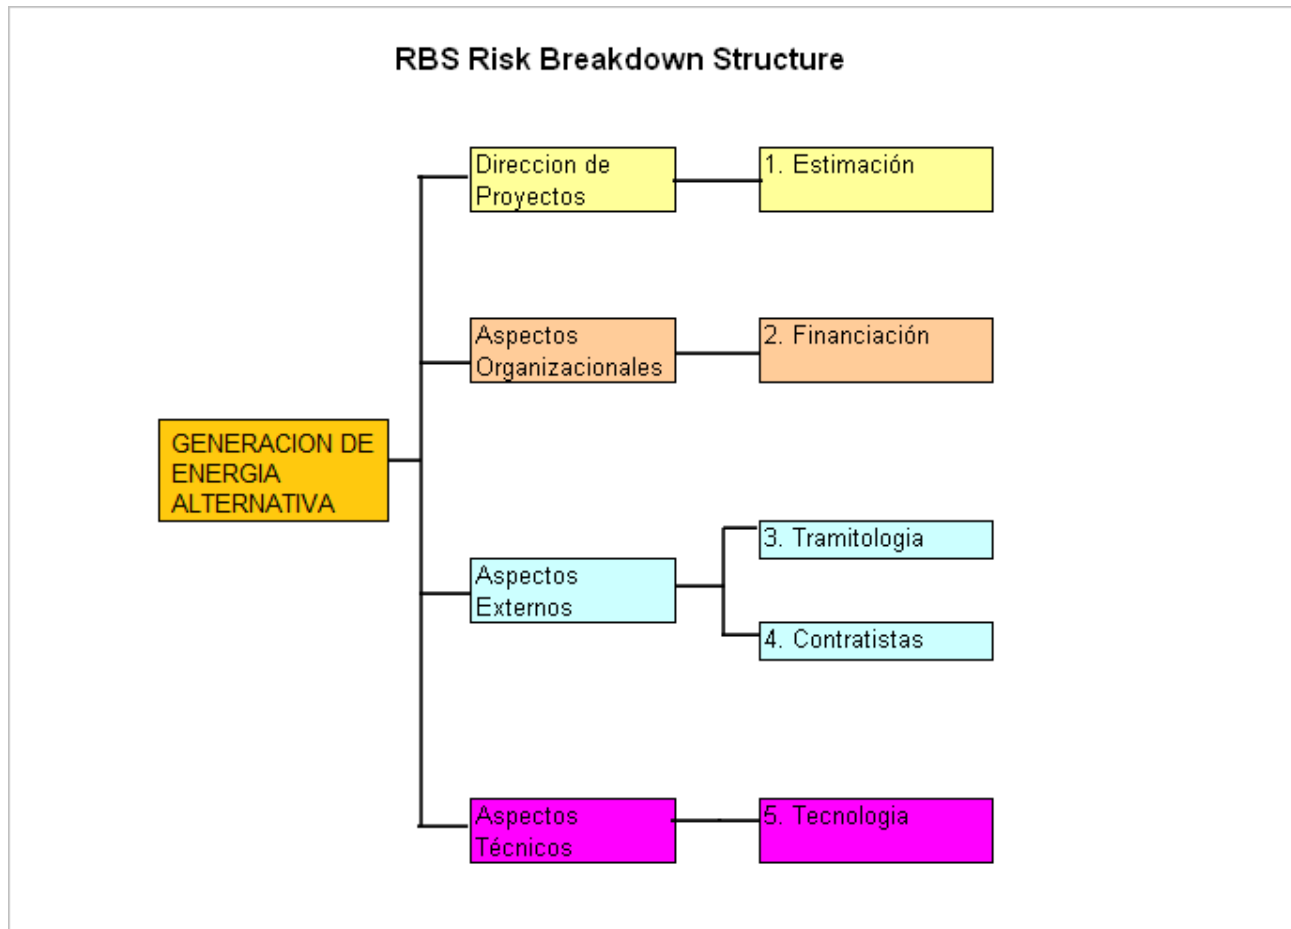 RBS Risk Breakdown Structure
Direccion de
Proyectos
1. Estimación
Aspectos
Organizacionales
2. Financiación
GENERACION DE
ENERGIA
ALTERNATIVA
Aspectos
Externos
3. Tramitologia
4. Contratistas
Aspectos
Técnicos
5. Tecnologia